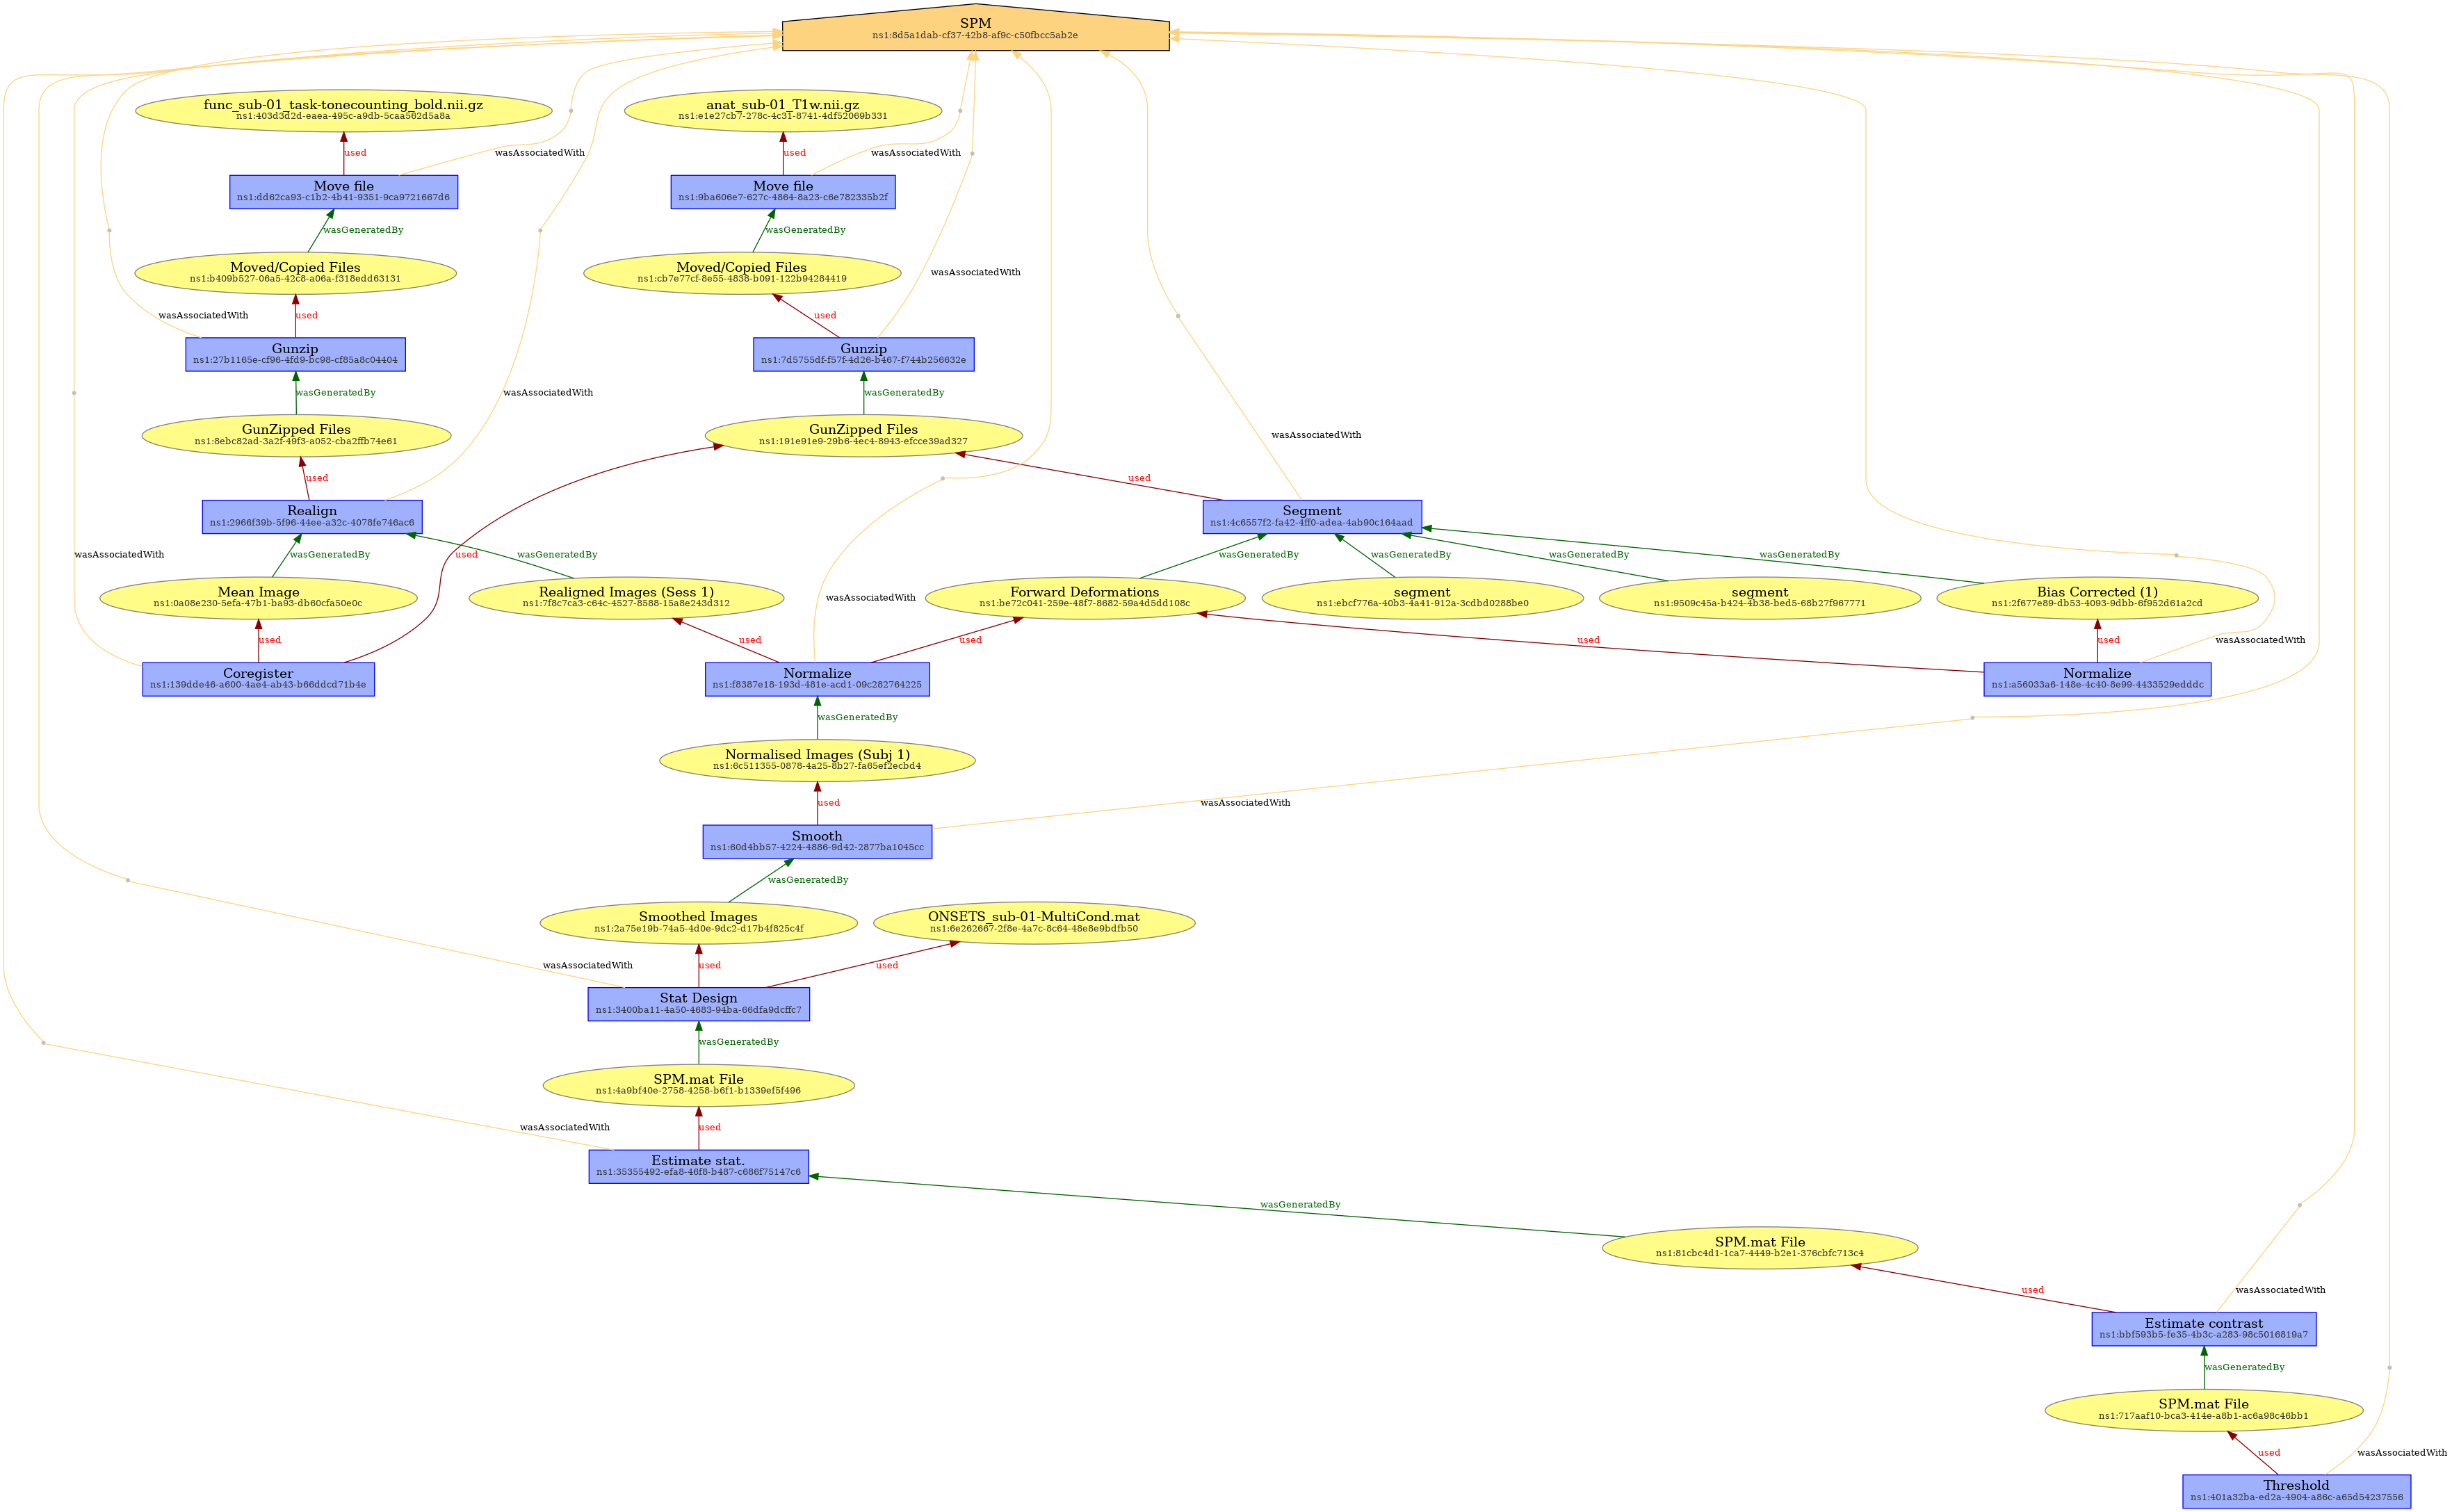 SPM
ns1:8d5a1dab-cf37-42b8-af9c-c50fbcc5ab2e
func_sub-01_task-tonecounting_bold.nii.gz
ns1:403d3d2d-eaea-495c-a9db-5caa562d5a8a
anat_sub-01_T1w.nii.gz
ns1:e1e27cb7-278c-4c31-8741-4df52069b331
used
wasAssociatedWith
used
wasAssociatedWith
Move file
ns1:dd62ca93-c1b2-4b41-9351-9ca9721667d6
Move file
ns1:9ba606e7-627c-4864-8a23-c6e782335b2f
wasGeneratedBy
wasGeneratedBy
Moved/Copied Files
ns1:b409b527-06a5-42c8-a06a-f318edd63131
Moved/Copied Files
ns1:cb7e77cf-8e55-4838-b091-122b94284419
wasAssociatedWith
wasAssociatedWith
used
used
Gunzip
ns1:27b1165e-cf96-4fd9-bc98-cf85a8c04404
Gunzip
ns1:7d5755df-f57f-4d26-b467-f744b256632e
wasGeneratedBy
wasAssociatedWith
wasGeneratedBy
GunZipped Files
ns1:8ebc82ad-3a2f-49f3-a052-cba2ffb74e61
GunZipped Files
ns1:191e91e9-29b6-4ec4-8943-efcce39ad327
wasAssociatedWith
used
used
Realign
ns1:2966f39b-5f96-44ee-a32c-4078fe746ac6
Segment
ns1:4c6557f2-fa42-4ff0-adea-4ab90c164aad
wasAssociatedWith
wasGeneratedBy
used
wasGeneratedBy
wasGeneratedBy
wasGeneratedBy
wasGeneratedBy
wasGeneratedBy
Mean Image
ns1:0a08e230-5efa-47b1-ba93-db60cfa50e0c
Realigned Images (Sess 1)
ns1:7f8c7ca3-c64c-4527-8588-15a8e243d312
Forward Deformations
ns1:be72c041-259e-48f7-8682-59a4d5dd108c
segment
ns1:ebcf776a-40b3-4a41-912a-3cdbd0288be0
segment
ns1:9509c45a-b424-4b38-bed5-68b27f967771
Bias Corrected (1)
ns1:2f677e89-db53-4093-9dbb-6f952d61a2cd
wasAssociatedWith
used
used
used
used
used
wasAssociatedWith
Coregister
ns1:139dde46-a600-4ae4-ab43-b66ddcd71b4e
Normalize
ns1:f8387e18-193d-481e-acd1-09c282764225
Normalize
ns1:a56033a6-148e-4c40-8e99-4433529edddc
wasGeneratedBy
Normalised Images (Subj 1)
ns1:6c511355-0878-4a25-8b27-fa65ef2ecbd4
used
wasAssociatedWith
Smooth
ns1:60d4bb57-4224-4886-9d42-2877ba1045cc
wasGeneratedBy
Smoothed Images
ns1:2a75e19b-74a5-4d0e-9dc2-d17b4f825c4f
ONSETS_sub-01-MultiCond.mat
ns1:6e262667-2f8e-4a7c-8c64-48e8e9bdfb50
wasAssociatedWith
used
used
Stat Design
ns1:3400ba11-4a50-4683-94ba-66dfa9dcffc7
wasGeneratedBy
SPM.mat File
ns1:4a9bf40e-2758-4258-b6f1-b1339ef5f496
wasAssociatedWith
used
Estimate stat.
ns1:35355492-efa8-46f8-b487-c686f75147c6
wasGeneratedBy
SPM.mat File
ns1:81cbc4d1-1ca7-4449-b2e1-376cbfc713c4
used
wasAssociatedWith
Estimate contrast
ns1:bbf593b5-fe35-4b3c-a283-98c5016819a7
wasGeneratedBy
SPM.mat File
ns1:717aaf10-bca3-414e-a8b1-ac6a98c46bb1
used
wasAssociatedWith
Threshold
ns1:401a32ba-ed2a-4904-a86c-a65d54237556